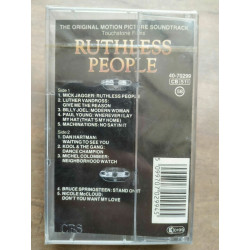 THE ORIGINAL MOTION PICTURE SOUNDTRACK
Touchstone Films
RUTHLESS
PEOPLE
40-70299
Side 1
1. MICK JAGGER: RUTHLESS PEOPLE
2. LUTHER VANDROSS:
GIVE ME THE REASON
3. BILLY JOEL: MODERN WOMAN
4. PAUL YOUNG: WHEREVER I LAY
MY HAT (THAT'S MY HOME)
5. MACHINATIONS: NO SAY IN IT
Side 2
1. DAN HARTMAN:
WAITING TO SEE YOU
2. KOOL & THE GANG:
DANCE CHAMPION
3. MICHEL COLOMBIER:
NEIGHBORHOOD WATCH
4. BRUCE SPRINGSTEEN: STAND ON IT
5. NICOLE McCLOUD:
DON'T YOU WANT MY LOVE
CBS